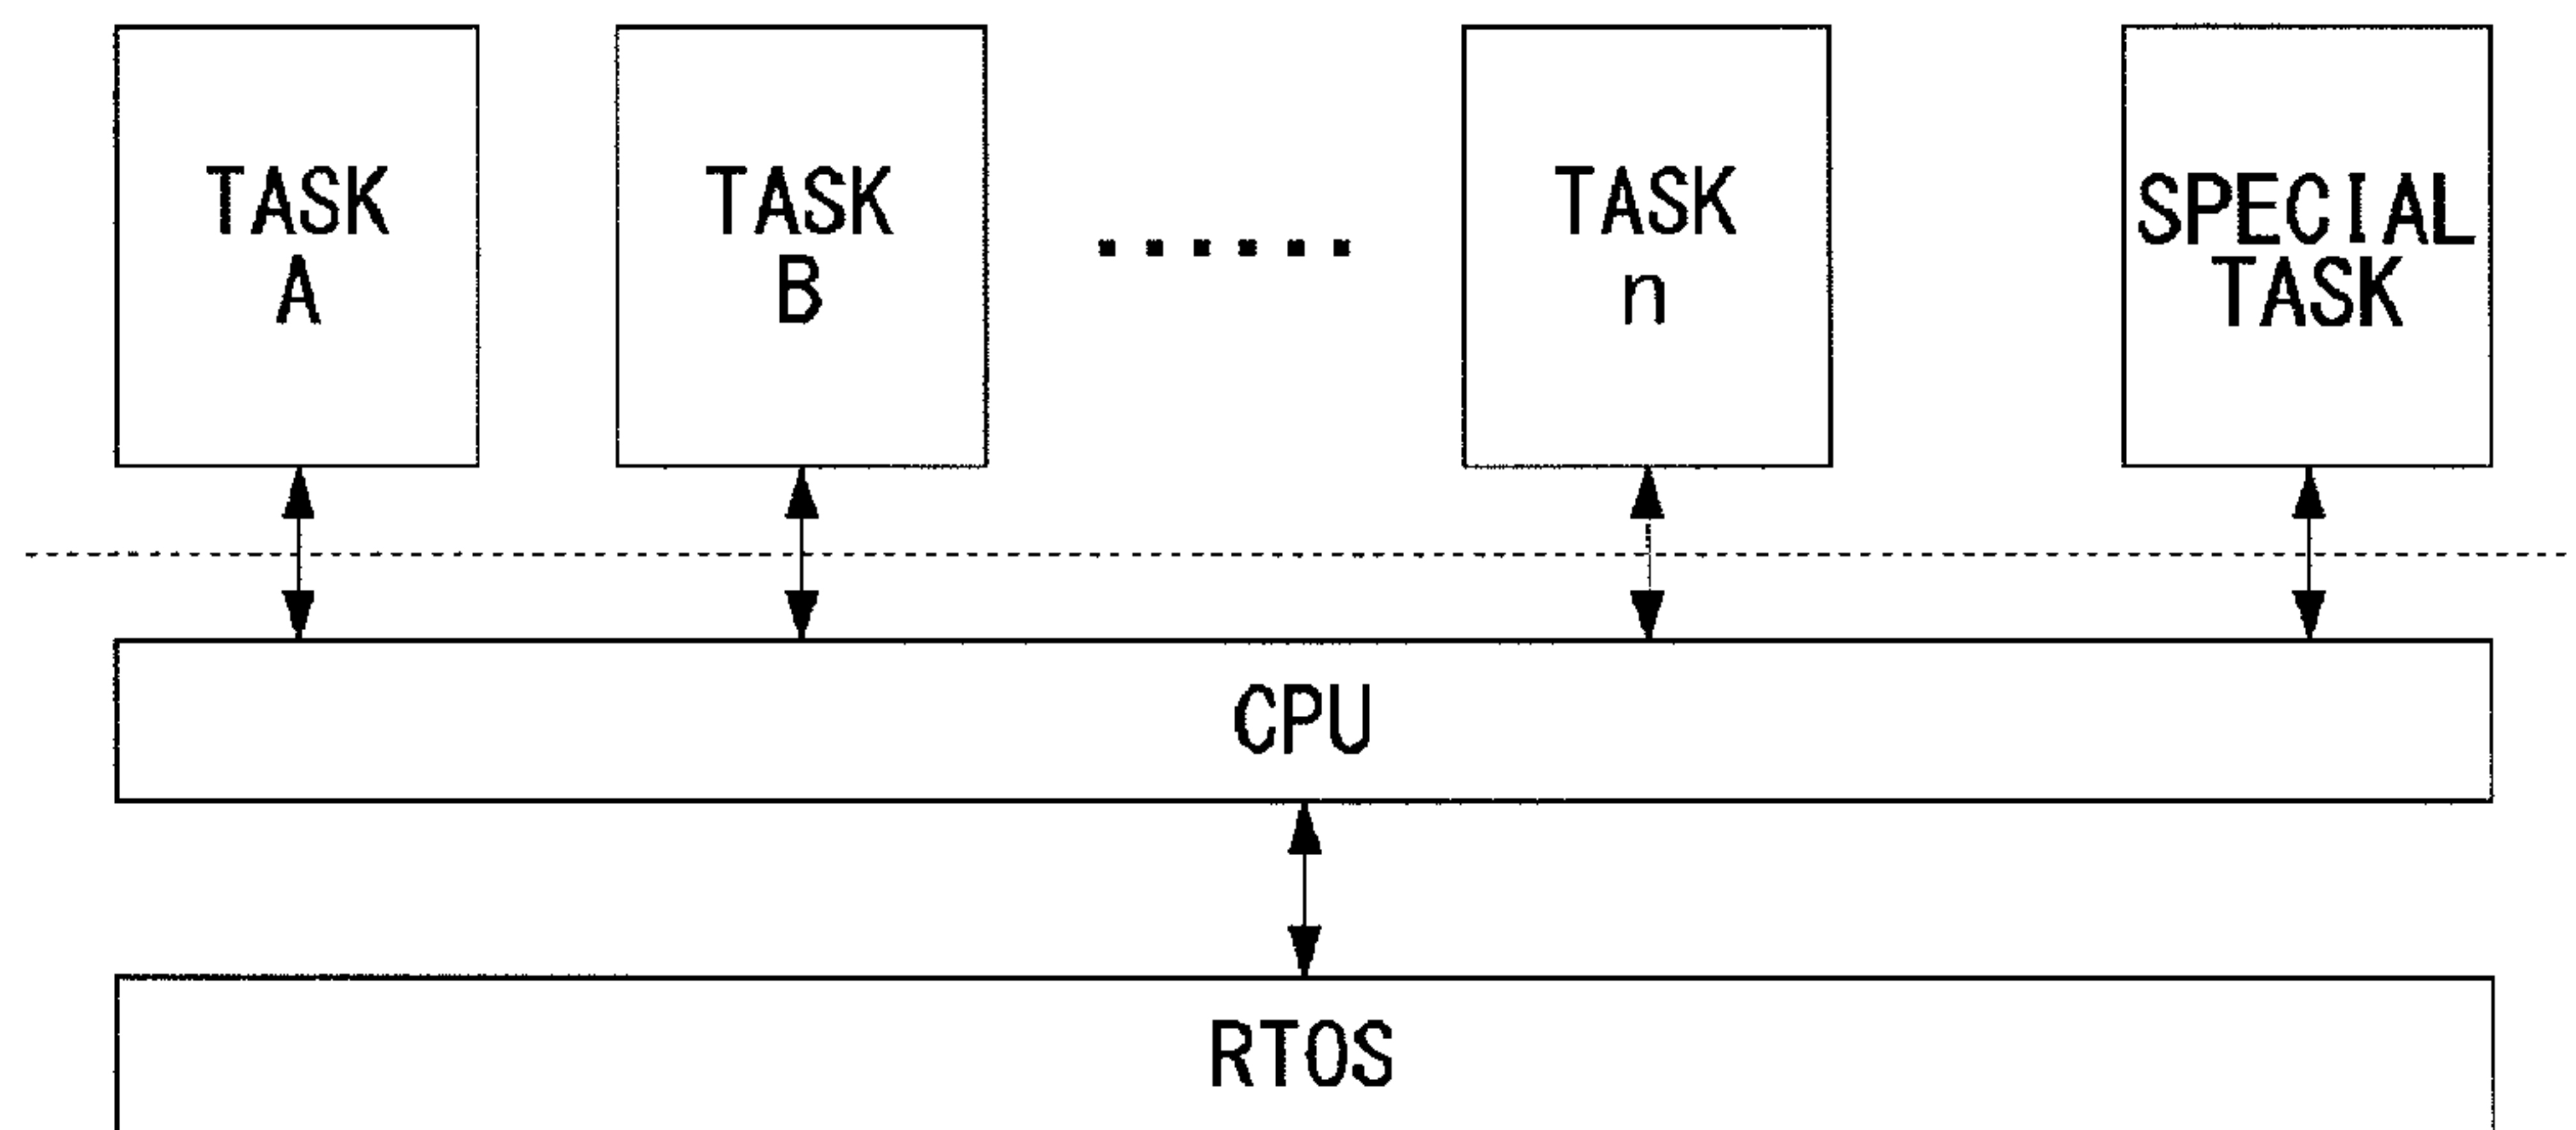 TASK
A
TASK
B
......
TASK
n
SPECIAL
TASK
CPU
RTOS